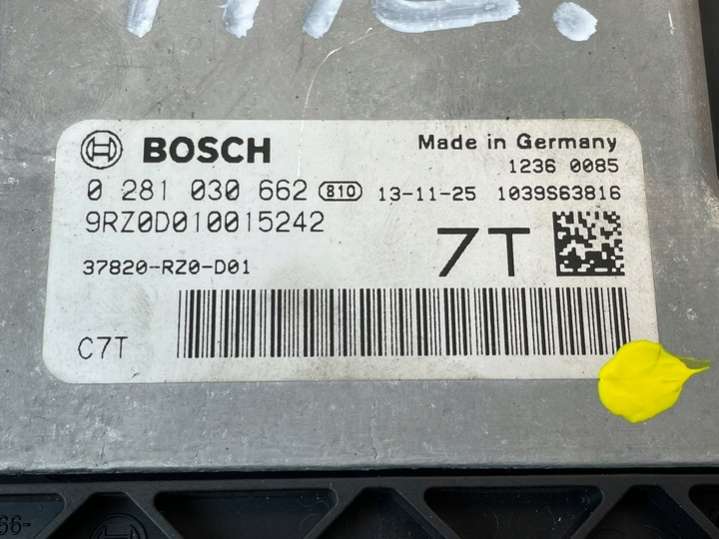 BOSCH
Made in Germany
1236 0085
0 281 030 662 810 13-11-25 1039S63816
9RZ0D010015242
7T
37820-RZ0-D01
C7T
66-